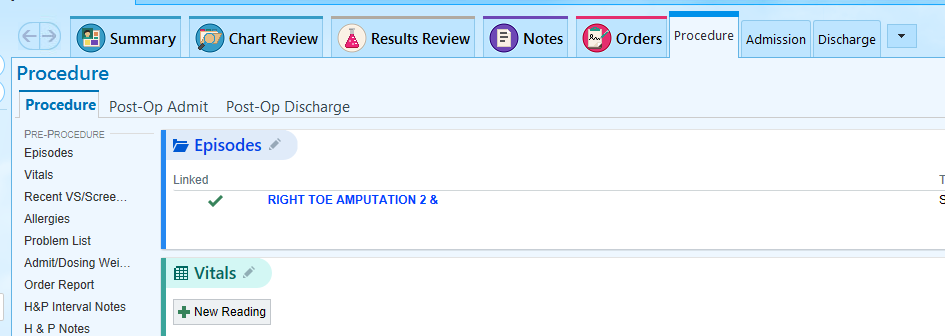 Summary Chart Review Results Review Notes Orders Procedure Admission Discharge
Procedure
Procedure Post-Op Admit Post-Op Discharge
PRE-PROCEDURE
Episodes
Vitals
Recent VS/Scree...
Allergies
Problem List
Admit/Dosing Wei...
Order Report
H&P Interval Notes
H & P Notes
Episodes
Linked T
RIGHT TOE AMPUTATION 2 & S
Vitals
New Reading